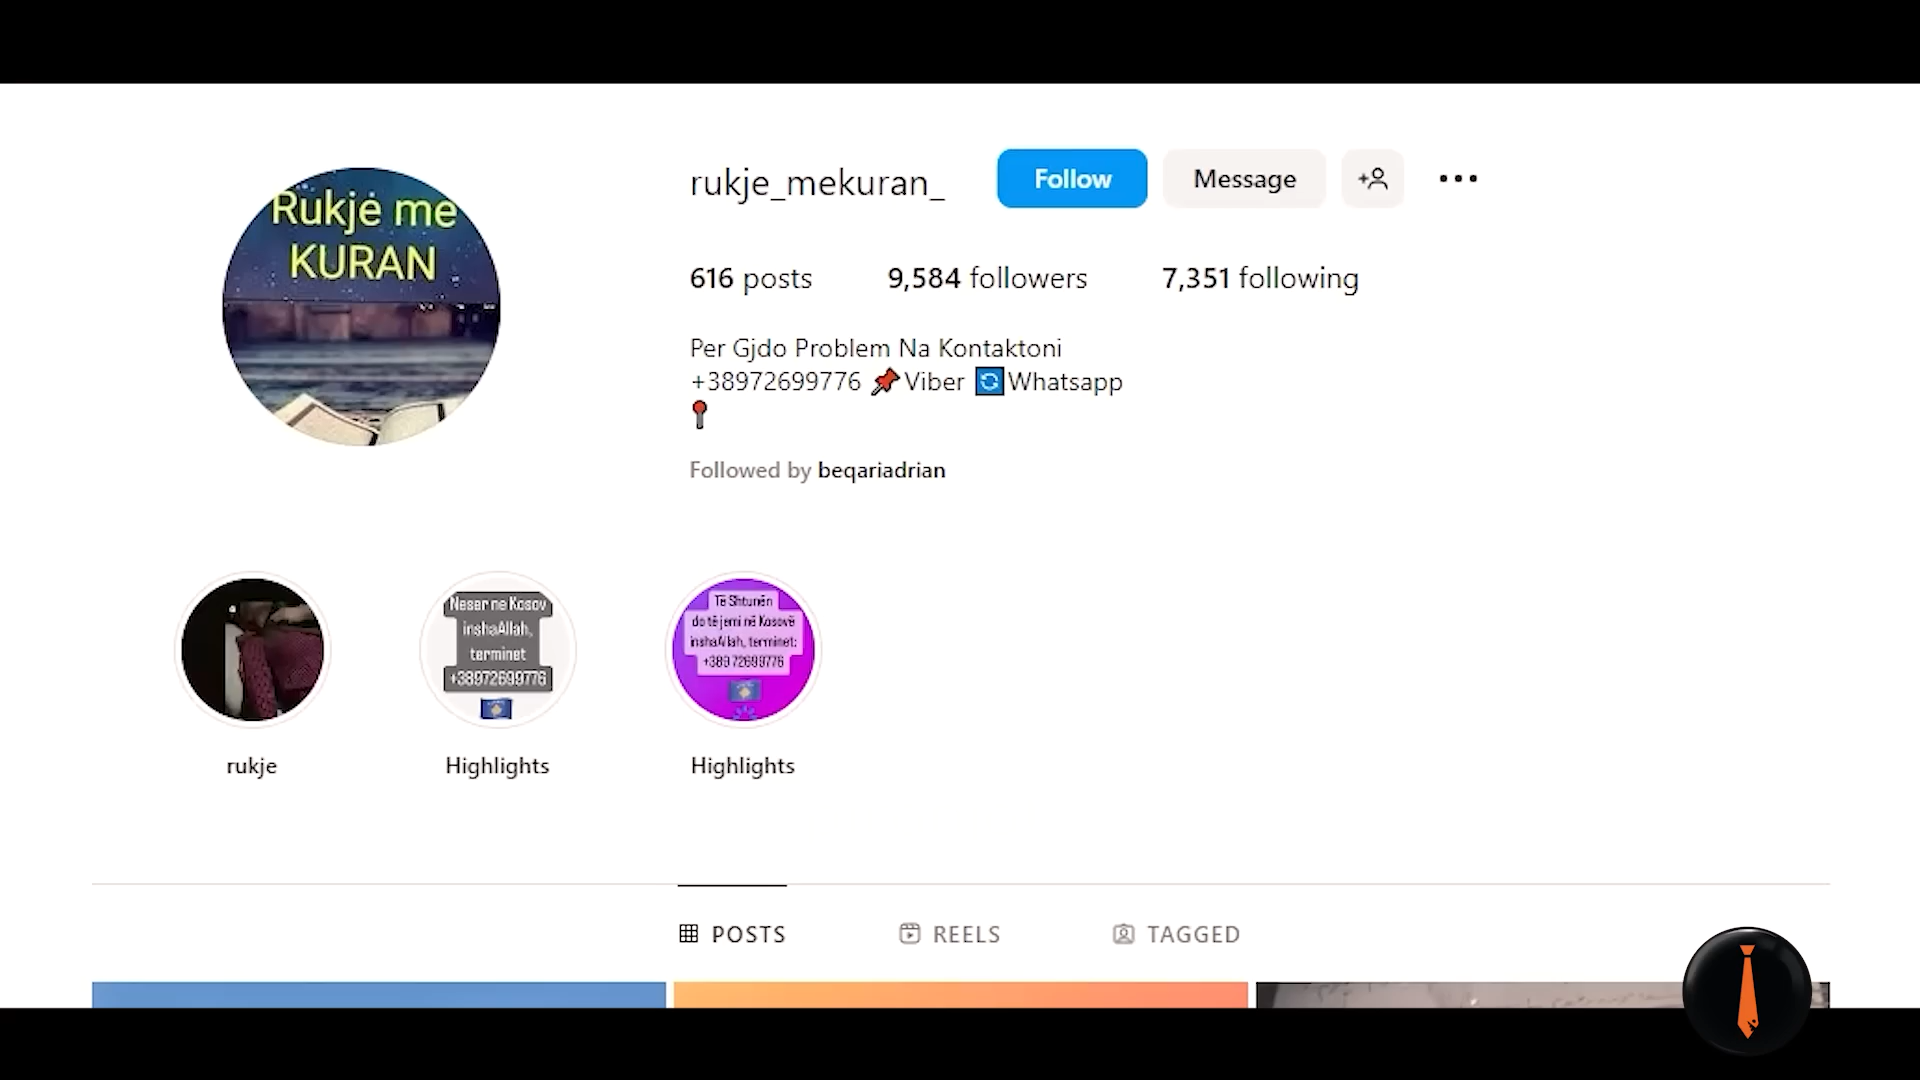 Rukjë me
KURAN
rukje_mekuran_
Follow
Message
616 posts
9,584 followers
7,351 following
Per Gjdo Problem Na Kontaktoni
+38972699776 📌Viber 🔄Whatsapp
📍
Followed by beqariadrian
Neser ne Kosov
inshaAllah,
terminet
+38972699776
Të Shtunën
do të jemi në Kosovë
inshaAllah, terminet:
+389 72699776
rukje
Highlights
Highlights
POSTS
REELS
TAGGED